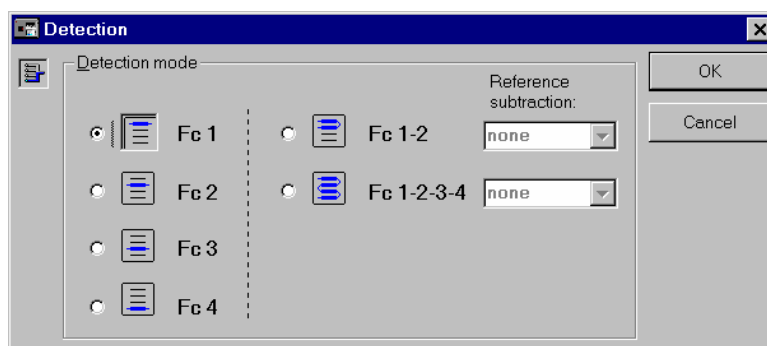 Detection
Detection mode
OK
Reference
subtraction:
Fc 1
Fc 1-2
none
Cancel
Fc 2
Fc 1-2-3-4
none
Fc 3
Fc 4